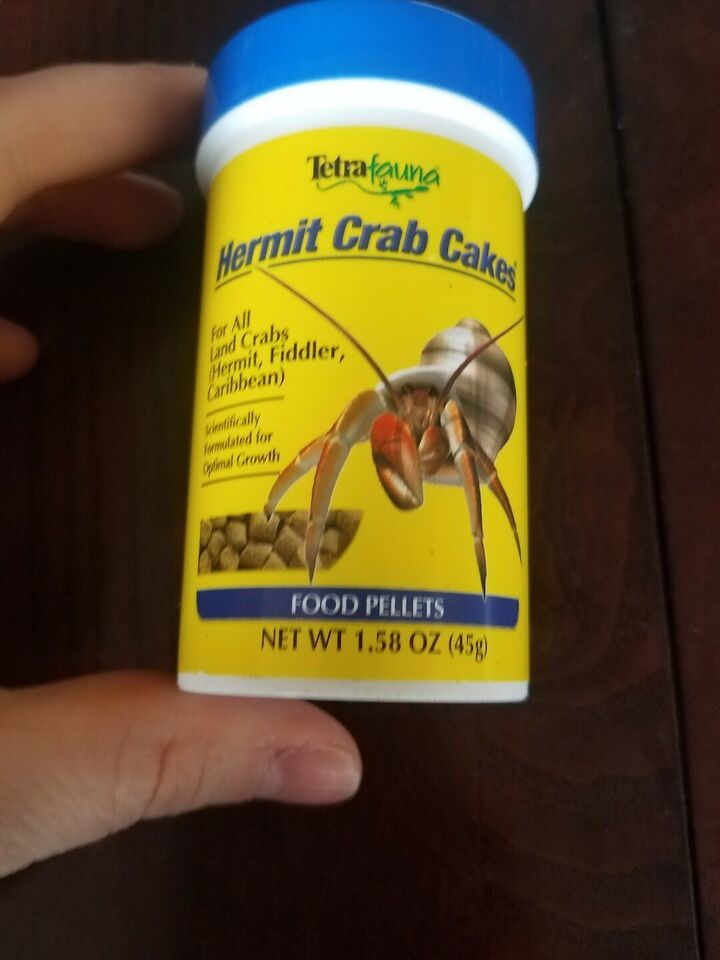 Tetrafauna
Hermit Crab Cakes
For All
Land Crabs
(Hermit, Fiddler,
Caribbean)
Scientifically
Formulated for
Optimal Growth
FOOD PELLETS
NET WT 1.58 OZ (45g)